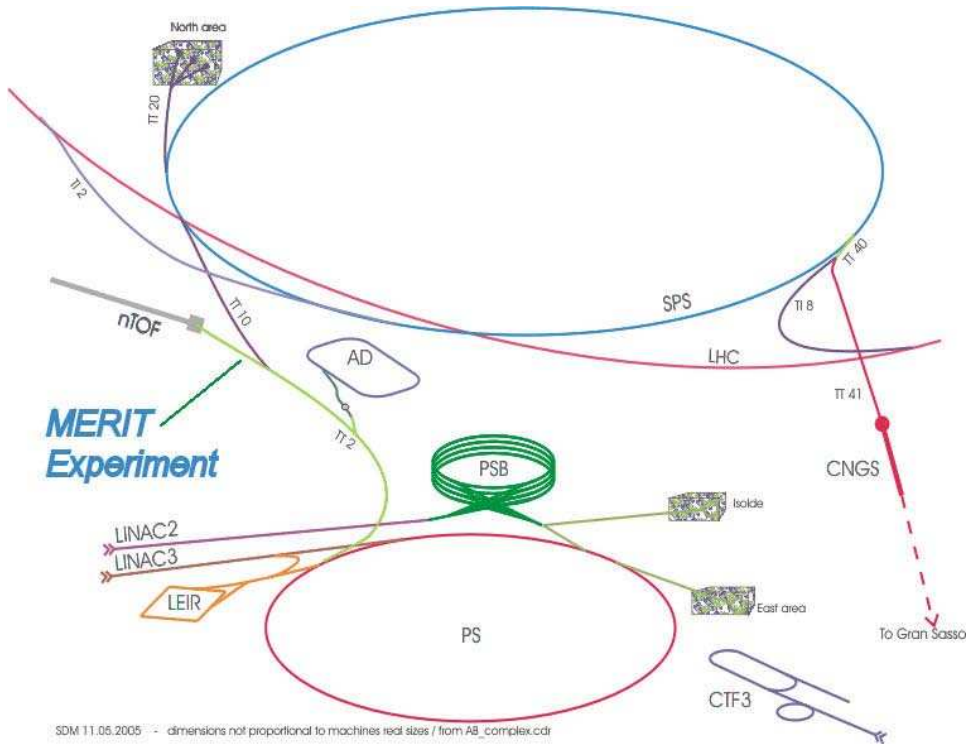 North area
TT 20
TI 2
TT 40
SPS
TI 8
nTOF
TT 10
AD
LHC
TT 41
MERIT
Experiment
TT 2
PSB
CNGS
Isolde
LINAC2
LINAC3
LEIR
East area
PS
To Gran Sasso
CTF3
SDM 11.05.2005 - dimensions not proportional to machines real sizes / from AB_complex.cdr